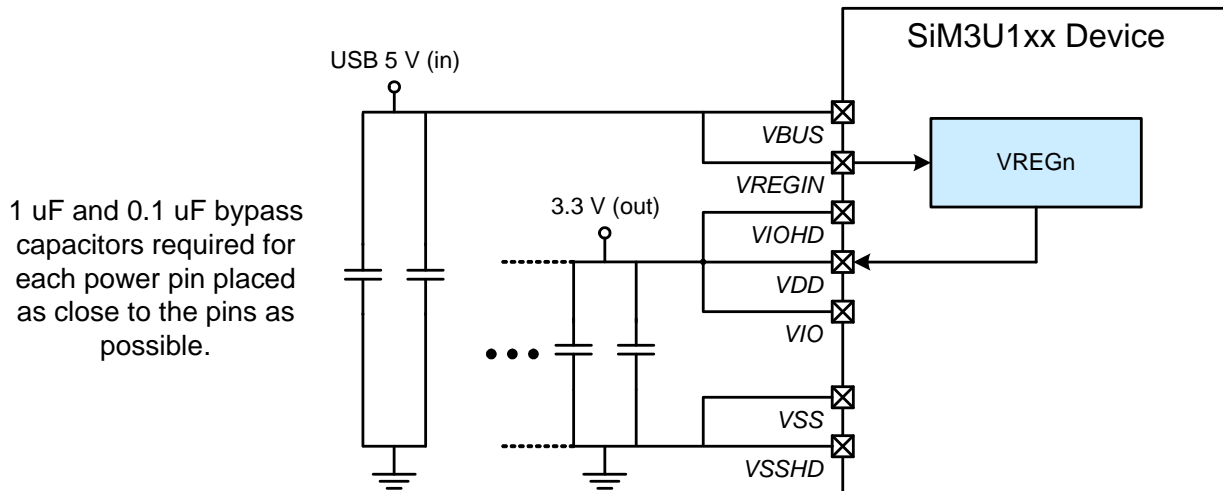 SiM3U1xx Device
USB 5 V (in)
VBUS
VREGn
VREGIN
1 uF and 0.1 uF bypass
capacitors required for
each power pin placed
as close to the pins as
possible.
3.3 V (out)
VIOHD
VDD
VIO
VSS
VSSHD